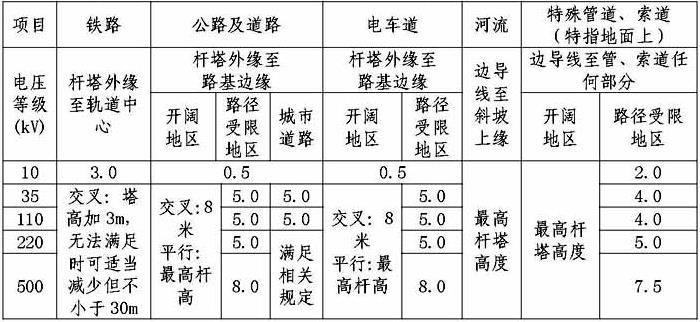 项目 铁路 公路及道路 电车道 河流 特殊管道、索道
(特指地面上)
电压
等级
(kV)
杆塔外缘
至轨道中
心
杆塔外缘至
路基边缘
开阔
地区
路径
受限
地区
城市
道路
杆塔外缘至
路基边缘
开阔
地区
路径
受限
地区
边导
线至
斜坡
上缘
边导线至管、索道任
何部分
开阔
地区
路径受限
地区
10 3.0 0.5 0.5 2.0
35 5.0 5.0 5.0 4.0
110 5.0 5.0 5.0 4.0
220 5.0 5.0 5.0
500 8.0 8.0 7.5
交叉: 塔
高加3m,
无法满足
时可适当
减少但不
小于30m
交叉:8
米
平行:
最高杆
高
满足
相关
规定
交叉: 8
米
平行:最
高杆高
最高
杆塔
高度
最高杆
塔高度